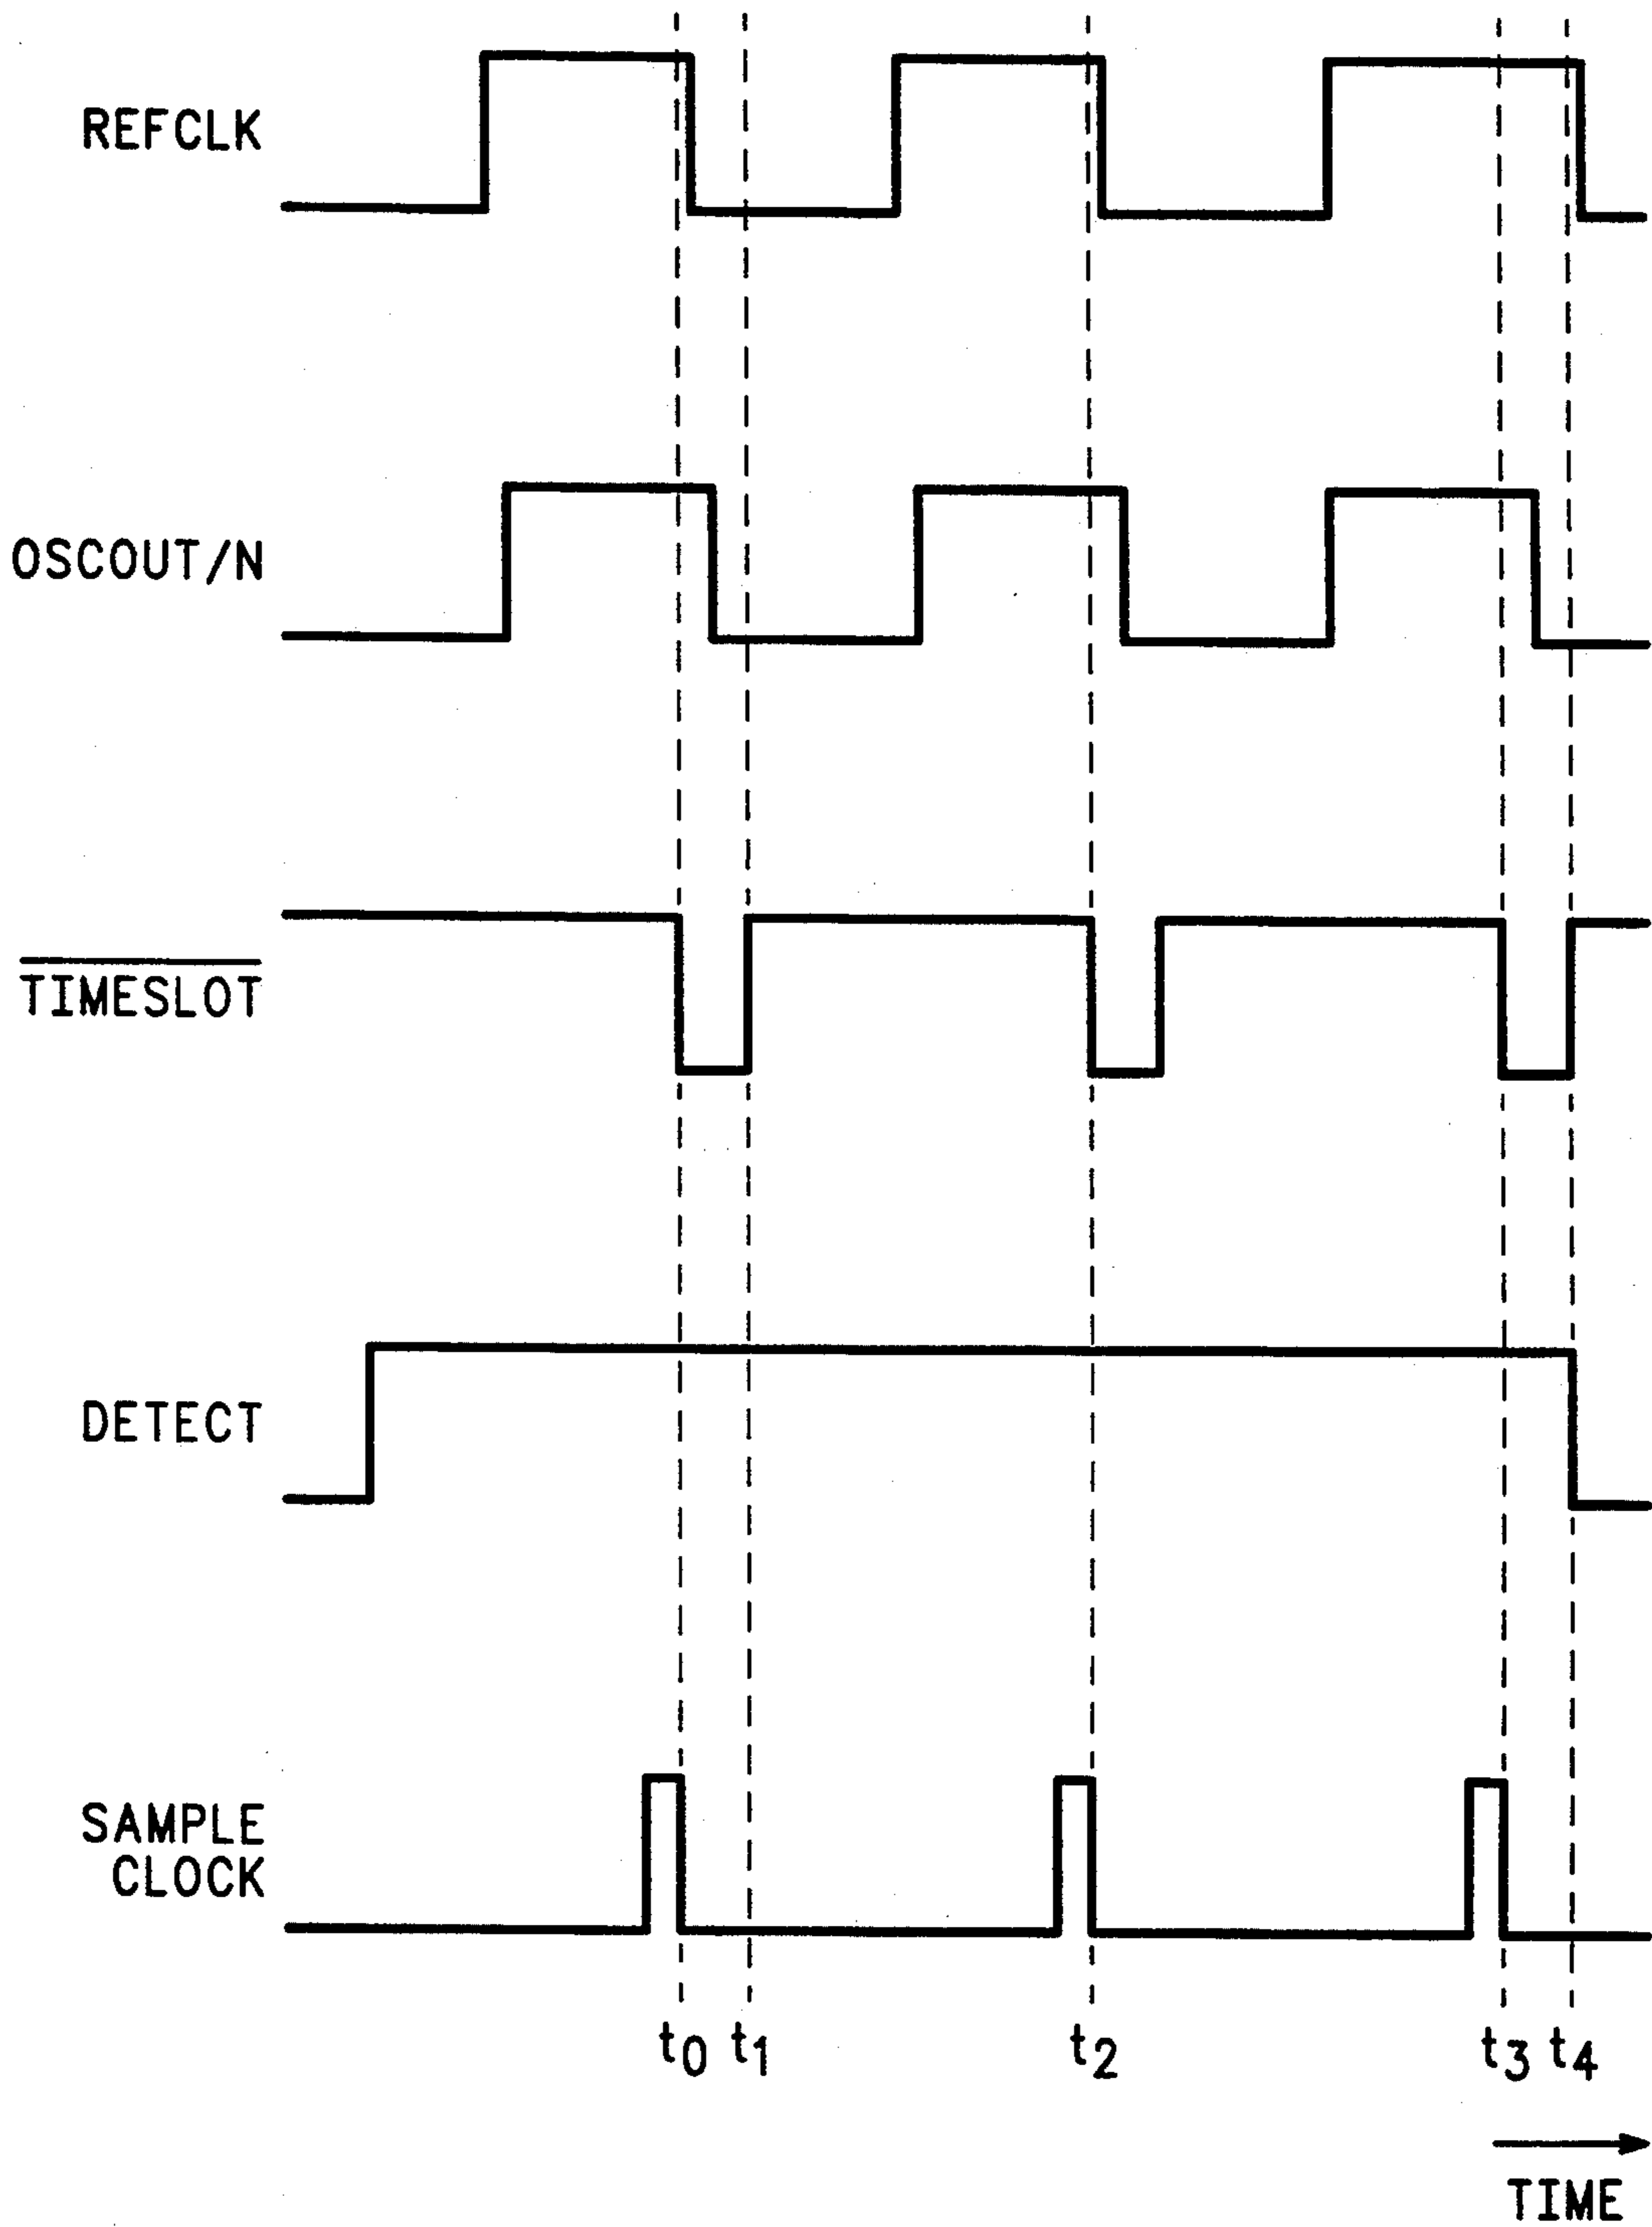 REFCLK
OSCOUT/N
TIMESLOT
DETECT
SAMPLE
CLOCK
t0 t1 t2 t3 t4
TIME